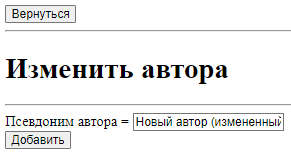 Вернуться
Изменить автора
Псевдоним автора = Новый автор (измененный
Добавить